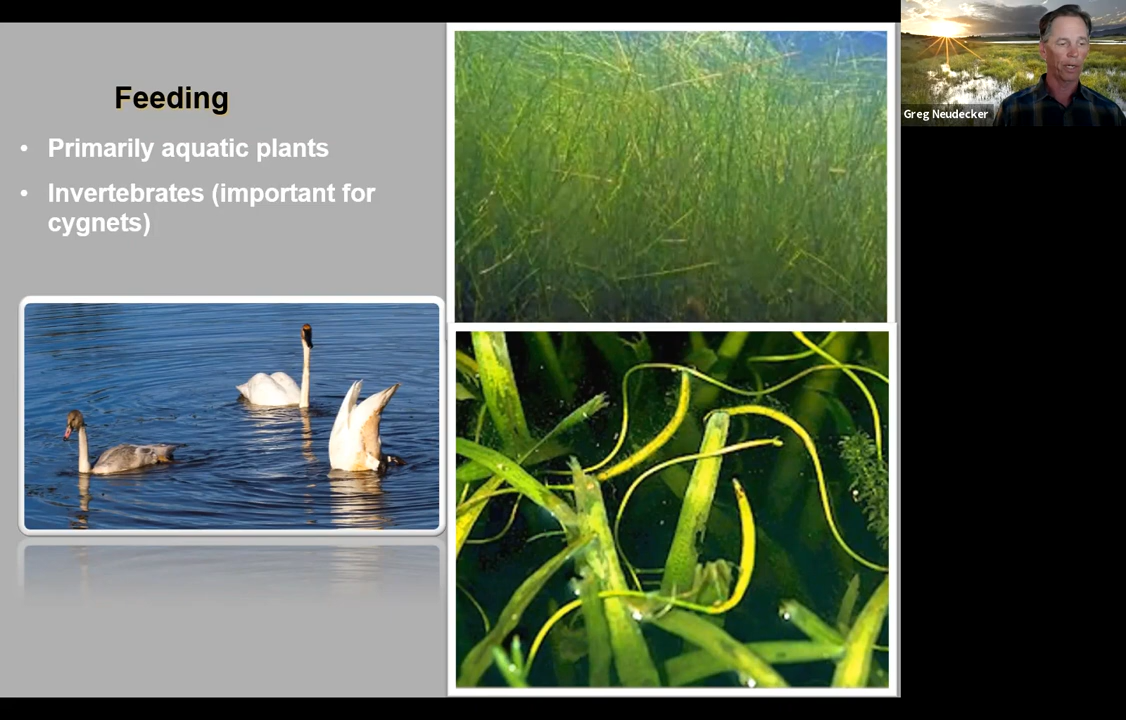 Feeding
• Primarily aquatic plants
• Invertebrates (important for
cygnets)
Greg Neudecker